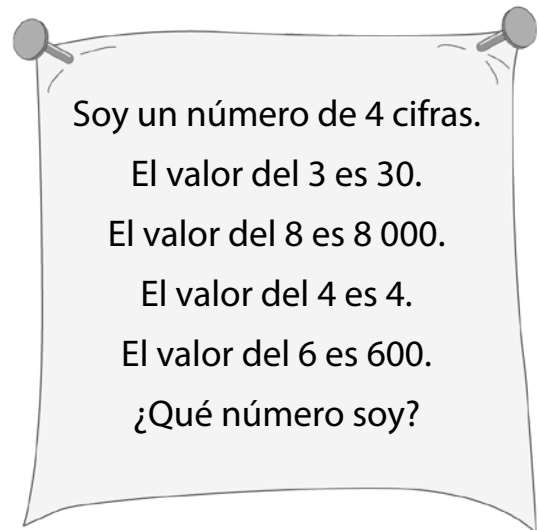 Soy un número de 4 cifras.
El valor del 3 es 30.
El valor del 8 es 8 000.
El valor del 4 es 4.
El valor del 6 es 600.
¿Qué número soy?